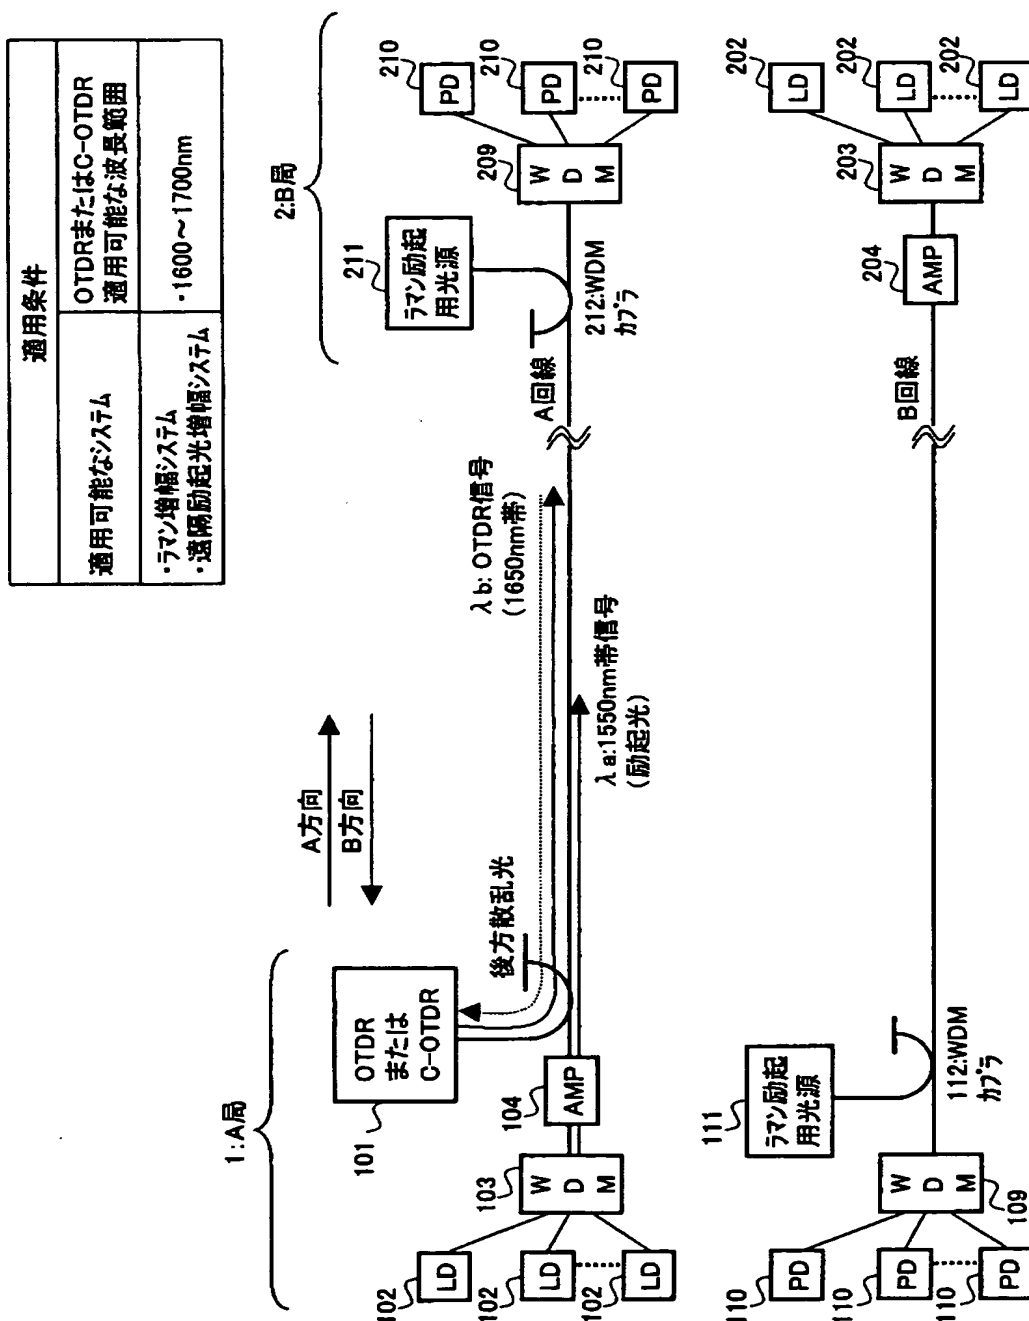 適用条件
適用可能なシステム
OTDRまたはC-OTDR
適用可能な波長範囲
・ラマン増幅システム
・遠隔励起光増幅システム
・1600～1700nm
1:A局
2:B局
A方向
B方向
101
OTDR
または
C-OTDR
後方散乱光
λb:OTDR信号
(1650nm帯)
λa:1550nm帯信号
(励起光)
102
LD
102
LD
102
LD
103
WDM
104
AMP
A回線
211
ラマン励起
用光源
212:WDM
カプラ
209
WDM
210
PD
210
PD
210
PD
110
PD
110
PD
110
PD
109
WDM
111
ラマン励起
用光源
112:WDM
カプラ
B回線
204
AMP
203
WDM
202
LD
202
LD
202
LD